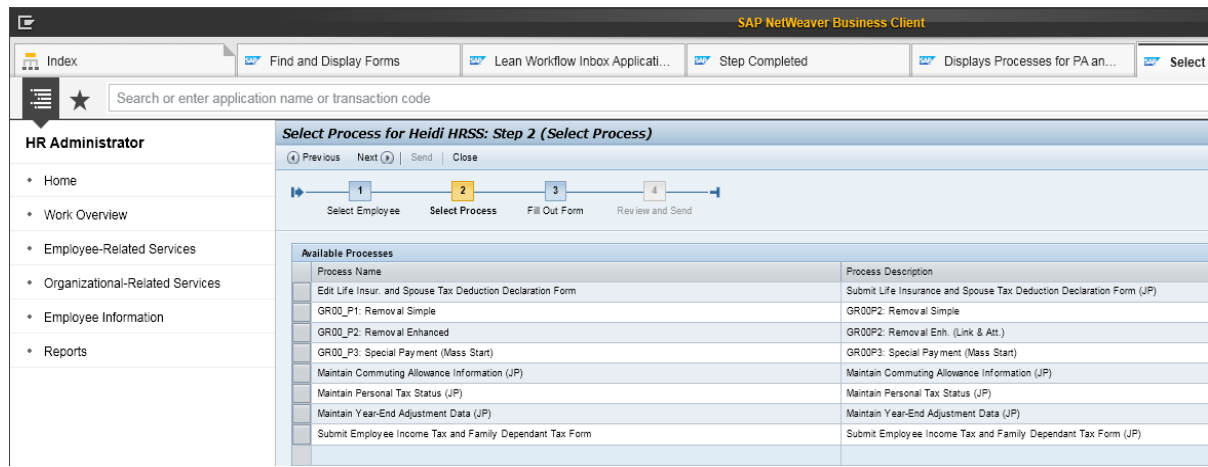 SAP NetWeaver Business Client
Index
SAP Find and Display Forms
SAP Lean Workflow Inbox Applicati...
SAP Step Completed
SAP Displays Processes for PA an...
SAP Select
Search or enter application name or transaction code
HR Administrator
Home
Work Overview
Employee-Related Services
Organizational-Related Services
Employee Information
Reports
Select Process for Heidi HRSS: Step 2 (Select Process)
Previous Next | Send | Close
1 2 3 4
Select Employee Select Process Fill Out Form Review and Send
Available Processes
Process Name Process Description
Edit Life Insur. and Spouse Tax Deduction Declaration Form Submit Life Insurance and Spouse Tax Deduction Declaration Form (JP)
GR00_P1: Removal Simple GR00P2: Removal Simple
GR00_P2: Removal Enhanced GR00P2: Removal Enh. (Link & Att.)
GR00_P3: Special Payment (Mass Start) GR00P3: Special Payment (Mass Start)
Maintain Commuting Allowance Information (JP) Maintain Commuting Allowance Information (JP)
Maintain Personal Tax Status (JP) Maintain Personal Tax Status (JP)
Maintain Year-End Adjustment Data (JP) Maintain Year-End Adjustment Data (JP)
Submit Employee Income Tax and Family Dependant Tax Form Submit Employee Income Tax and Family Dependant Tax Form (JP)